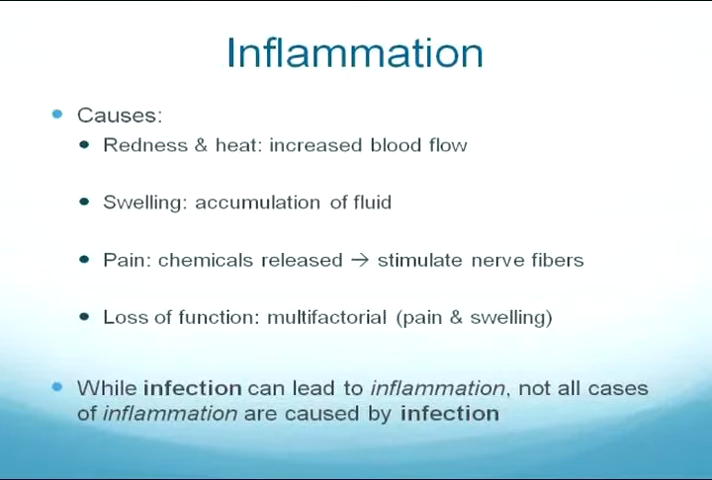 Inflammation
• Causes:
• Redness & heat: increased blood flow
• Swelling: accumulation of fluid
• Pain: chemicals released → stimulate nerve fibers
• Loss of function: multifactorial (pain & swelling)
• While infection can lead to inflammation, not all cases
of inflammation are caused by infection